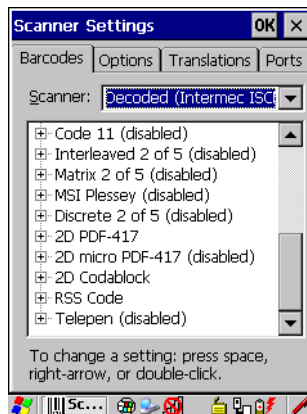 Scanner Settings OK ×
Barcodes Options Translations Ports
Scanner: Decoded (Intermec ISC
Code 11 (disabled)
Interleaved 2 of 5 (disabled)
Matrix 2 of 5 (disabled)
MSI Plessey (disabled)
Discrete 2 of 5 (disabled)
2D PDF-417
2D micro PDF-417 (disabled)
2D Codablock
RSS Code
Telepen (disabled)
To change a setting: press space,
right-arrow, or double-click.
Sc...